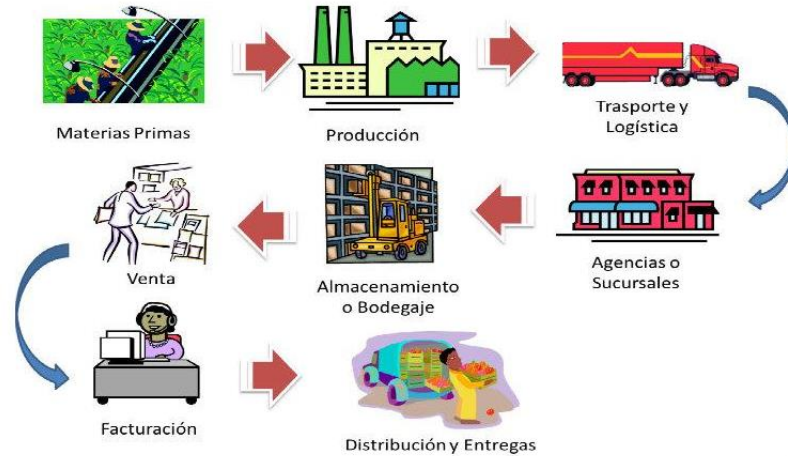 Materias Primas
Producción
Trasporte y
Logística
Agencias o
Sucursales
Almacenamiento
o Bodegaje
Venta
Facturación
Distribución y Entregas